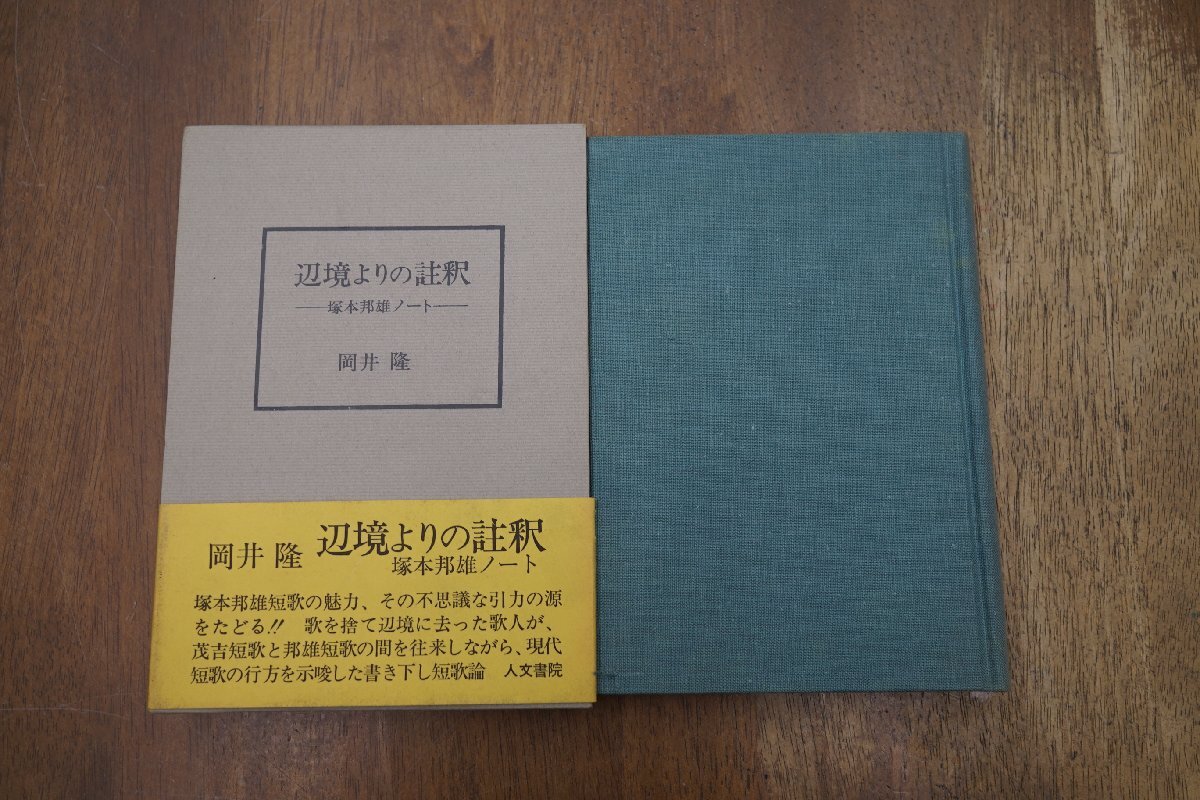 辺境よりの註釈
――塚本邦雄ノート――
岡井 隆
岡井 隆 辺境よりの註釈
塚本邦雄ノート
塚本邦雄短歌の魅力、その不思議な引力の源
をたどる!! 歌を捨て辺境に去った歌人が、
茂吉短歌と邦雄短歌の間を往来しながら、現代
短歌の行方を示唆した書き下し短歌論 人文書院